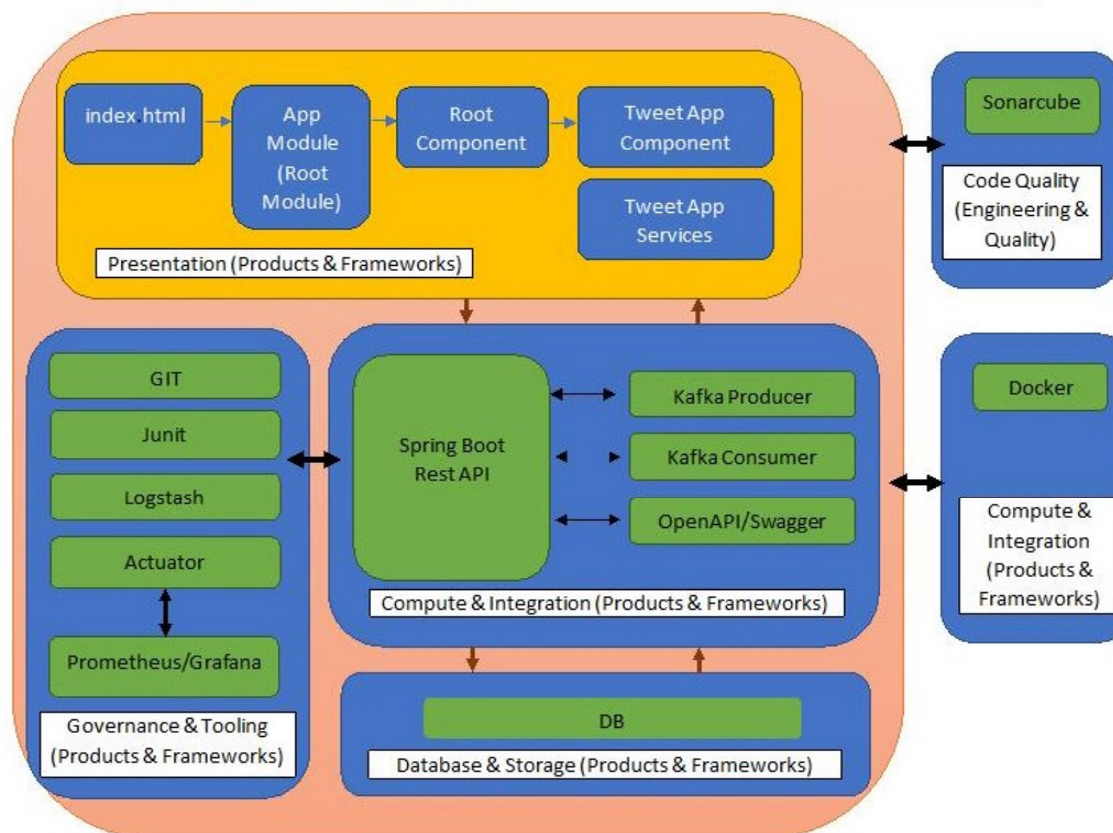 index.html
App
Module
(Root
Module)
Root
Component
Tweet App
Component
Tweet App
Services
Presentation (Products & Frameworks)
Sonarcube
Code Quality
(Engineering &
Quality)
GIT
Junit
Logstash
Actuator
Prometheus/Grafana
Governance & Tooling
(Products & Frameworks)
Spring Boot
Rest API
Kafka Producer
Kafka Consumer
OpenAPI/Swagger
Compute & Integration (Products & Frameworks)
Docker
Compute &
Integration
(Products &
Frameworks)
DB
Database & Storage (Products & Frameworks)